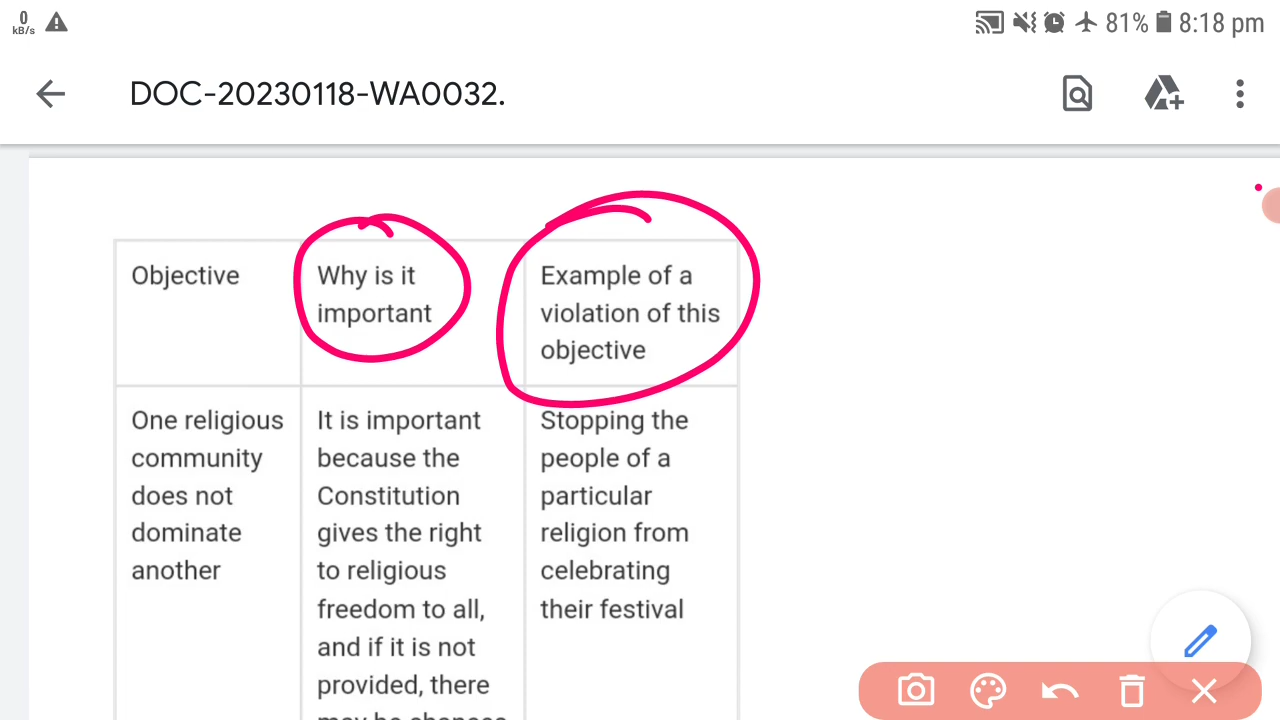 0
kB/s
81% 8:18 pm
DOC-20230118-WA0032.
Objective
Why is it
important
Example of a
violation of this
objective
One religious
community
does not
dominate
another
It is important
because the
Constitution
gives the right
to religious
freedom to all,
and if it is not
provided, there
may be chances
Stopping the
people of a
particular
religion from
celebrating
their festival